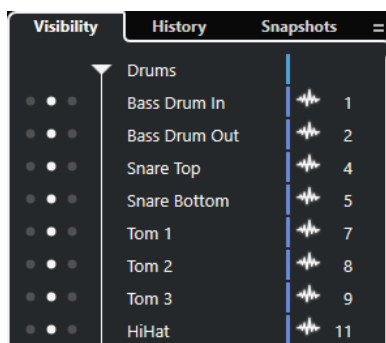 Visibility History Snapshots
Drums
Bass Drum In 1
Bass Drum Out 2
Snare Top 4
Snare Bottom 5
Tom 1 7
Tom 2 8
Tom 3 9
HiHat 11